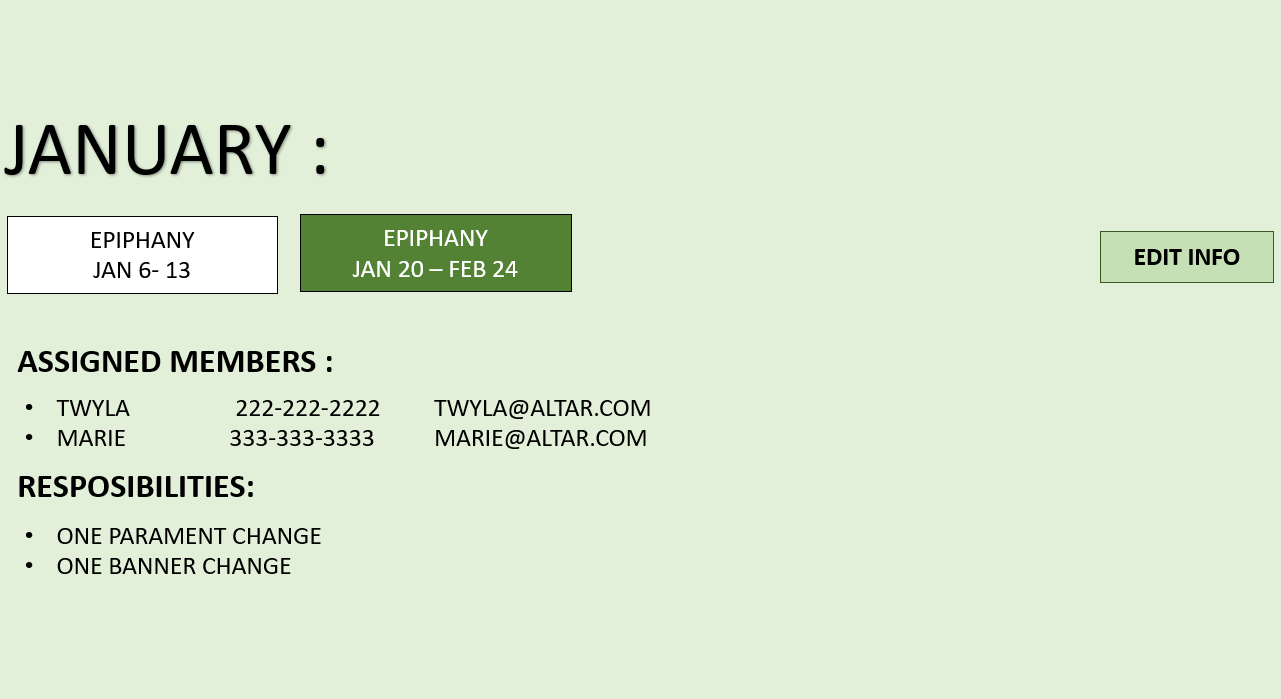 JANUARY :
EPIPHANY
JAN 6- 13
EPIPHANY
JAN 20 – FEB 24
EDIT INFO
ASSIGNED MEMBERS :
• TWYLA 222-222-2222 TWYLA@ALTAR.COM
• MARIE 333-333-3333 MARIE@ALTAR.COM
RESPOSIBILITIES:
• ONE PARAMENT CHANGE
• ONE BANNER CHANGE